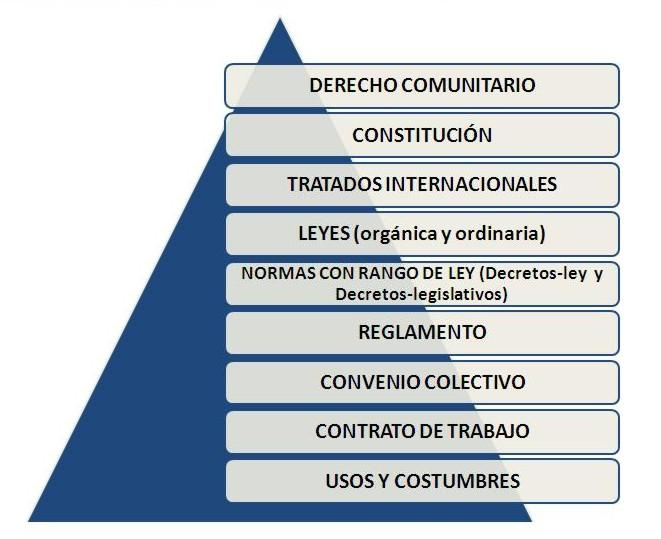 DERECHO COMUNITARIO
CONSTITUCIÓN
TRATADOS INTERNACIONALES
LEYES (orgánica y ordinaria)
NORMAS CON RANGO DE LEY (Decretos-ley y
Decretos-legislativos)
REGLAMENTO
CONVENIO COLECTIVO
CONTRATO DE TRABAJO
USOS Y COSTUMBRES